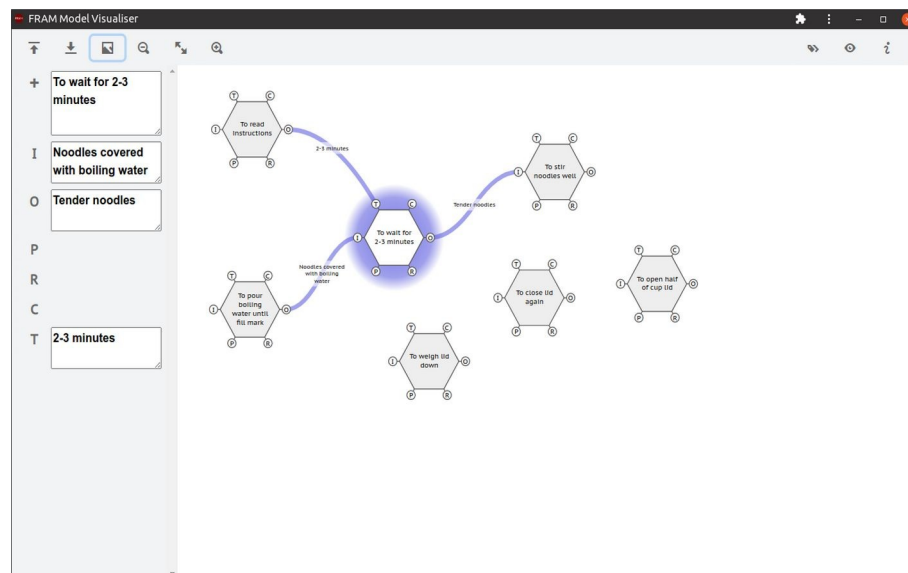 FRAM Model Visualiser
+
To wait for 2-3
minutes
I
Noodles covered
with boiling water
O
Tender noodles
P
R
C
T
2-3 minutes
T C
I O
P R
To read
instructions
2-3 minutes
T C
I O
P R
To stir
noodles well
Tender noodles
T C
I O
P R
To wait for
2-3 minutes
Noodles covered
with boiling
water
T C
I O
P R
To pour
boiling
water until
fill mark
T C
I O
P R
To close lid
again
T C
I O
P R
To open half
of cup lid
T C
I O
P R
To weigh lid
down